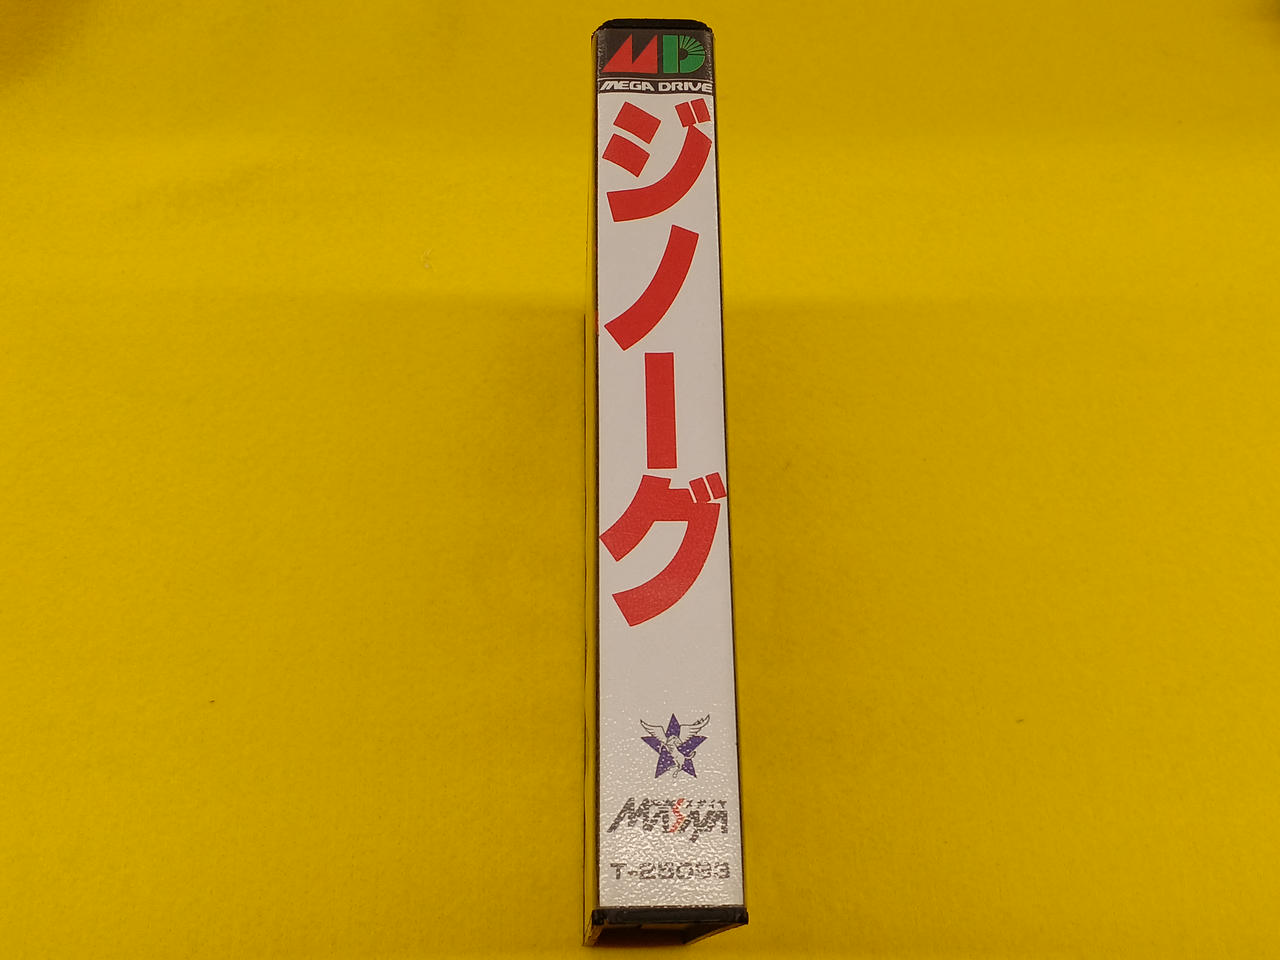 MD
MEGA DRIVE
ジノーグ
MASAYA
T-25093